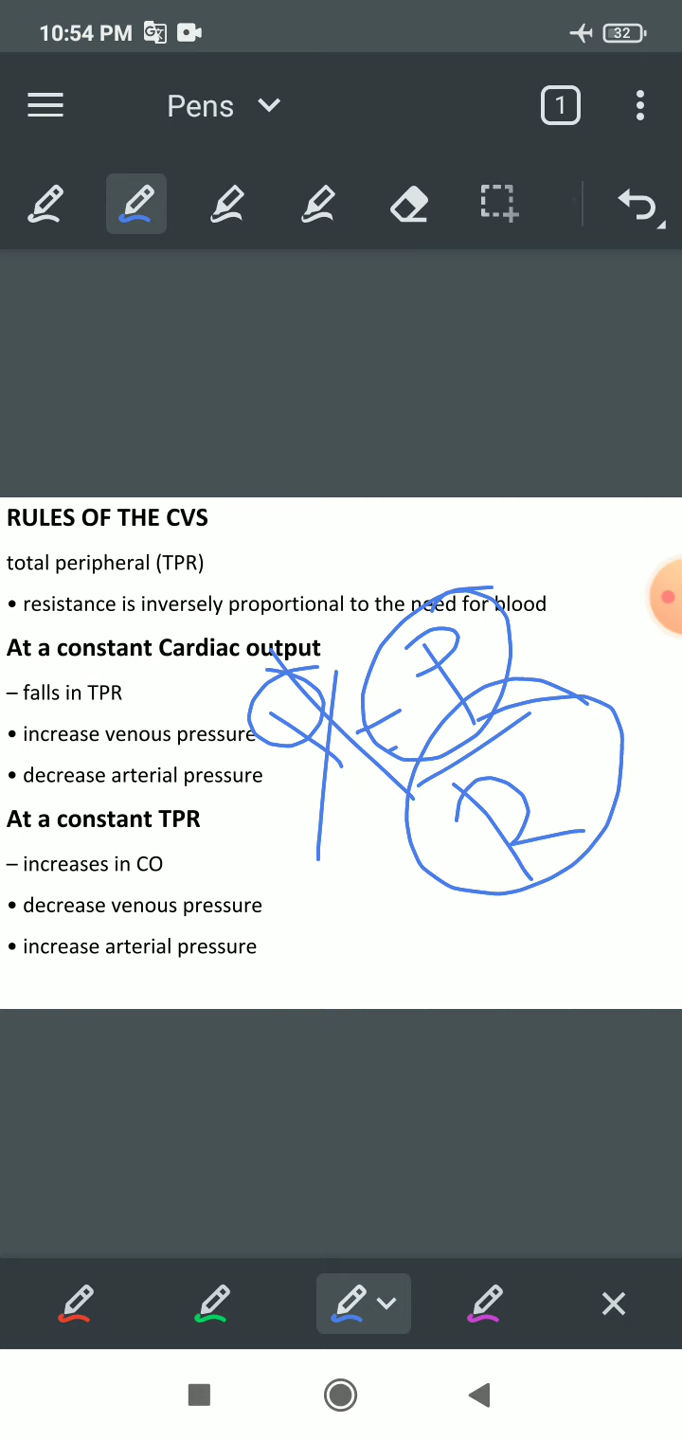 10:54 PM 32
Pens 1
RULES OF THE CVS
total peripheral (TPR)
• resistance is inversely proportional to the need for blood
At a constant Cardiac output
– falls in TPR
• increase venous pressure
• decrease arterial pressure
At a constant TPR
– increases in CO
• decrease venous pressure
• increase arterial pressure
Q = P
R